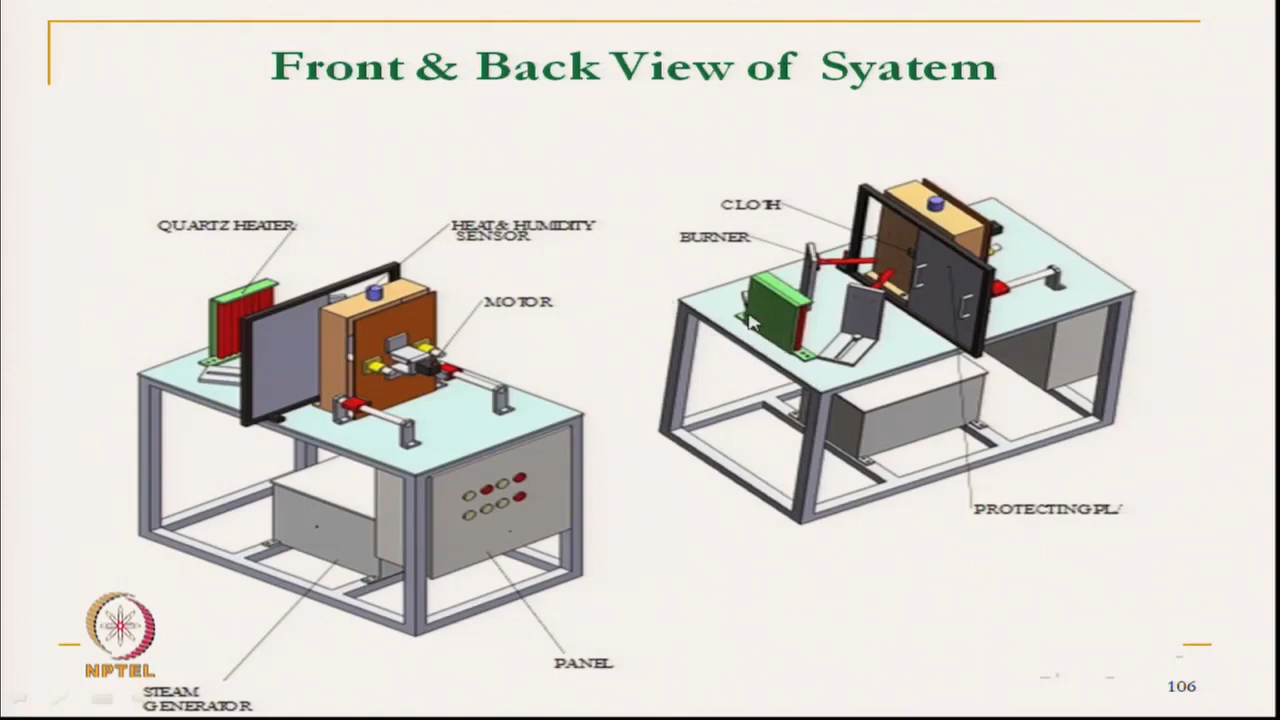 Front & Back View of Syatem
QUARTZ HEATER
HEAT & HUMIDITY
SENSOR
MOTOR
CLOTH
BURNER
PROTECTING PL
PANEL
STEAM
GENERATOR
NPTEL
106